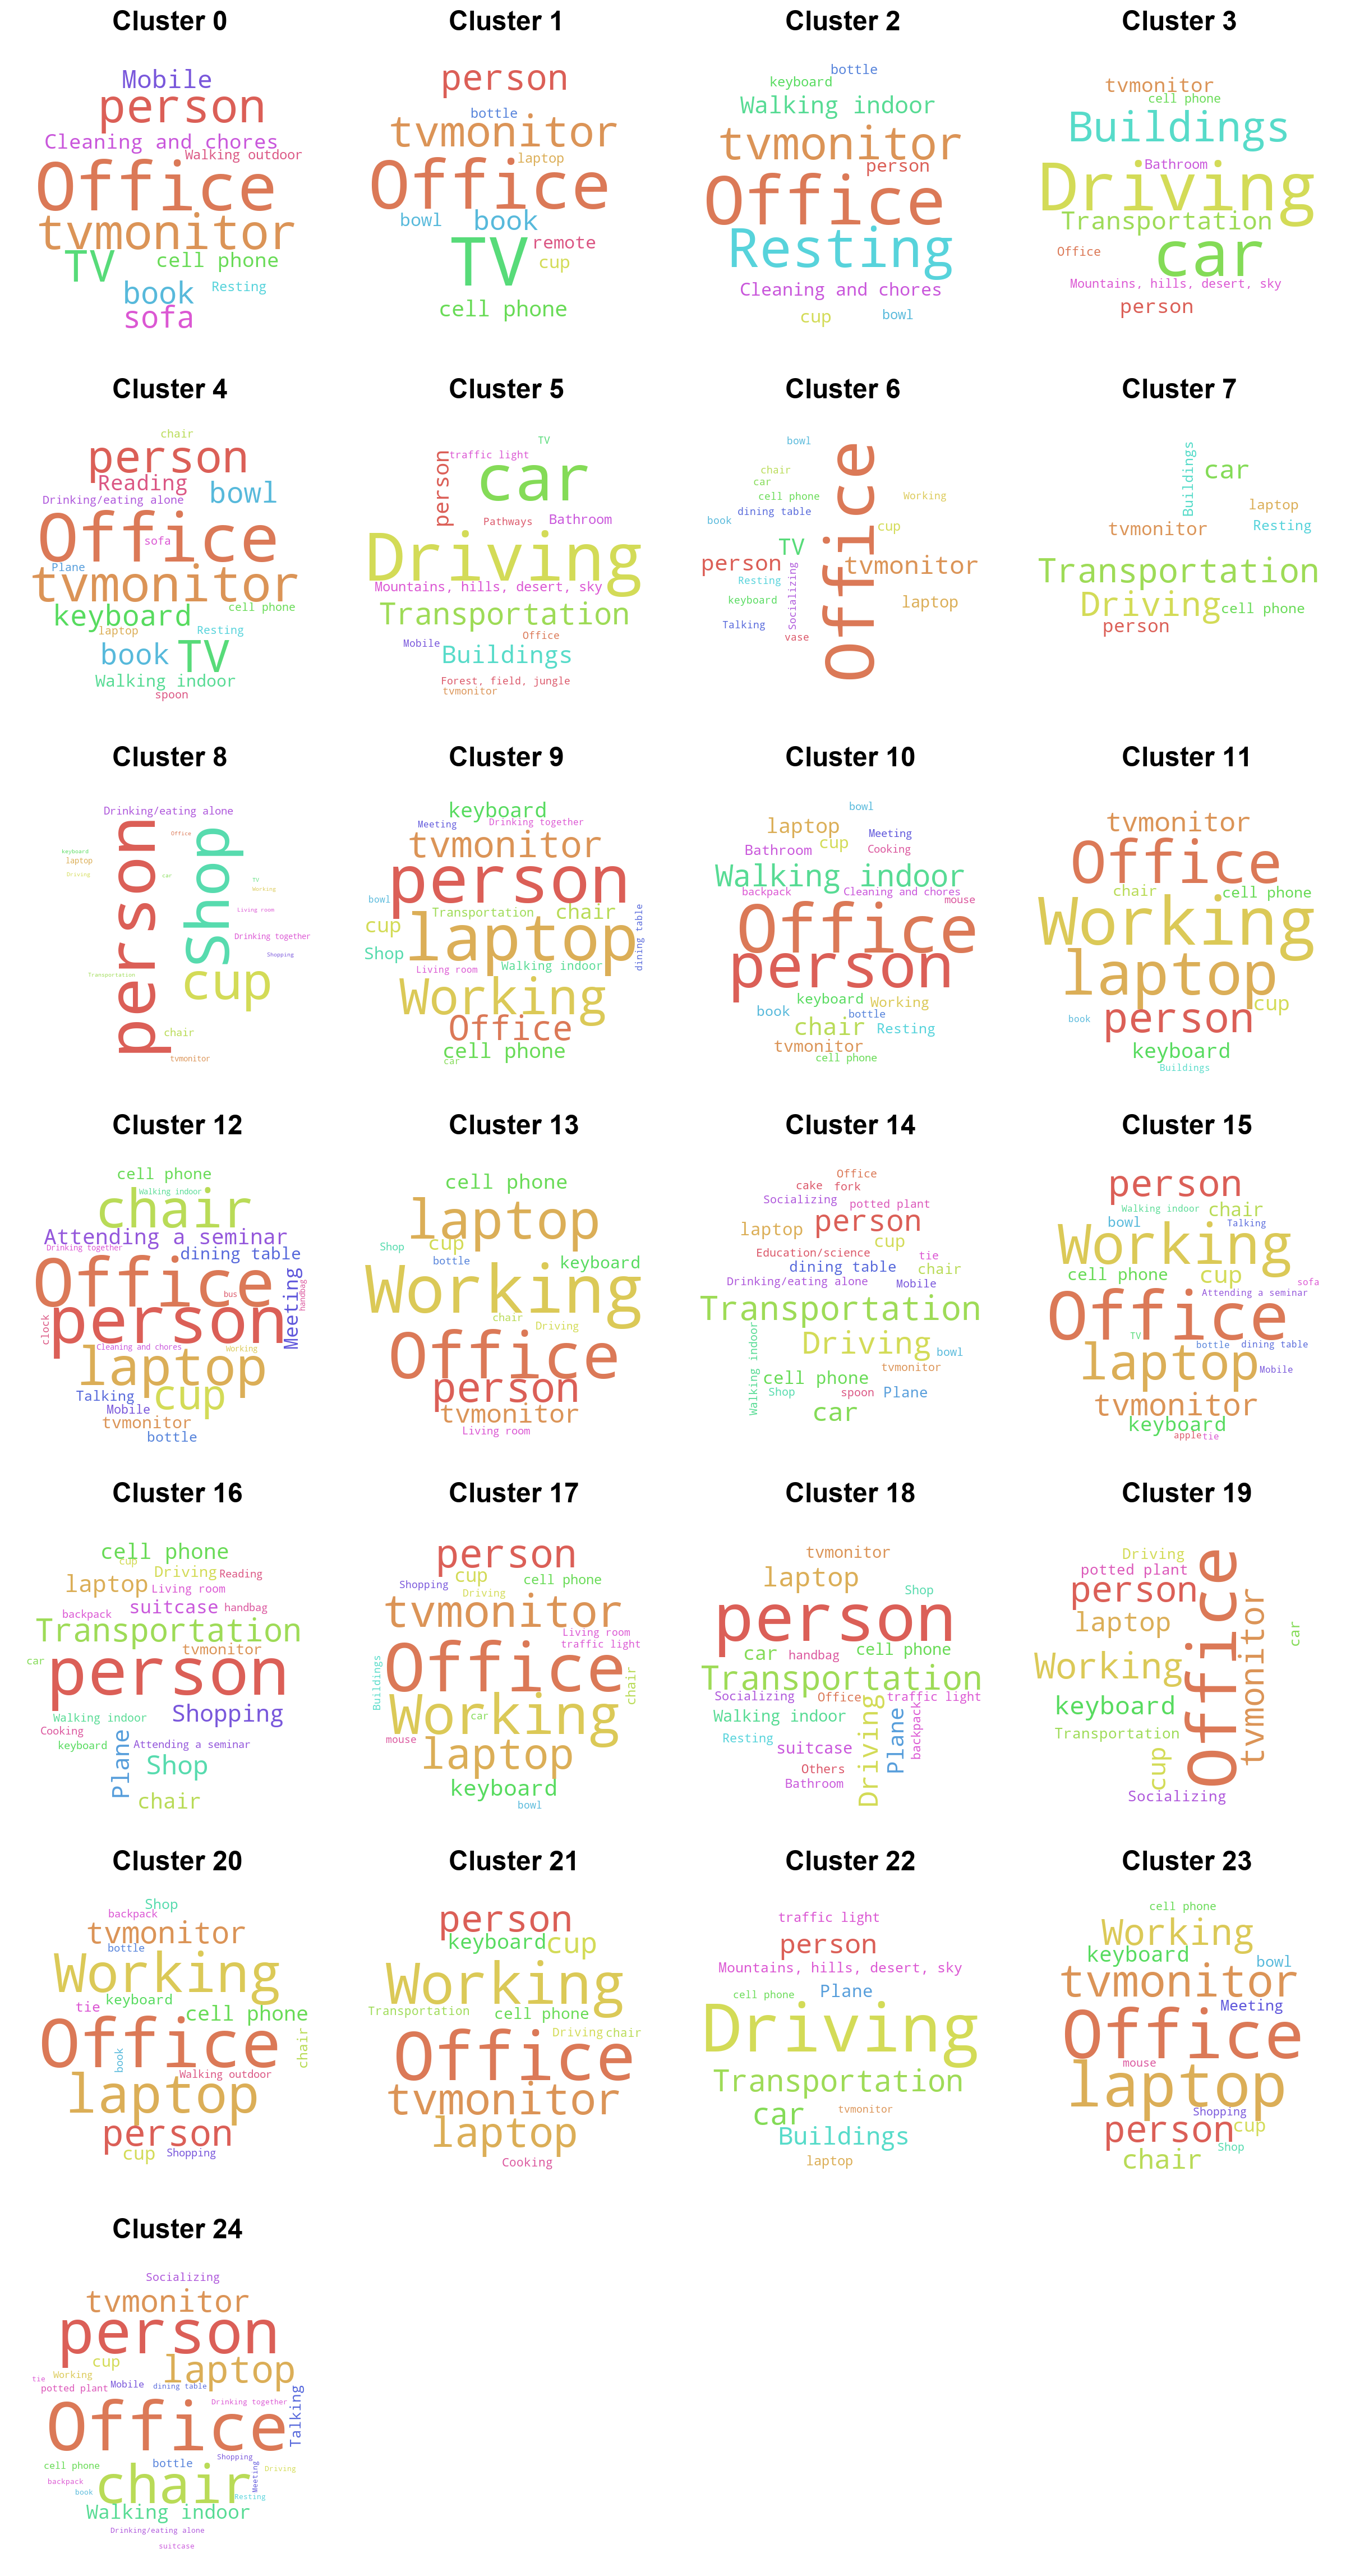 Cluster 0
Mobile
person
Cleaning and chores
Walking outdoor
Office
tvmonitor
TV
cell phone
book
Resting
sofa
Cluster 1
person
bottle
tvmonitor
laptop
Office
bowl
book
TV
remote
cup
cell phone
Cluster 2
bottle
keyboard
Walking indoor
tvmonitor
person
Office
Resting
Cleaning and chores
cup
bowl
Cluster 3
tvmonitor
cell phone
Buildings
Bathroom
Driving
Transportation
Office
car
Mountains, hills, desert, sky
person
Cluster 4
chair
person
Reading
bowl
Drinking/eating alone
Office
sofa
Plane
tvmonitor
keyboard
cell phone
laptop
Resting
book
TV
Walking indoor
spoon
Cluster 5
TV
traffic light
person
car
Pathways
Bathroom
Driving
Mountains, hills, desert, sky
Transportation
Office
Mobile
Buildings
Forest, field, jungle
tvmonitor
Cluster 6
bowl
chair
car
cell phone
Working
dining table
book
cup
Office
TV
person
tvmonitor
Resting
Socializing
keyboard
laptop
Talking
vase
Cluster 7
Buildings
car
laptop
tvmonitor
Resting
Transportation
Driving
cell phone
person
Cluster 8
Drinking/eating alone
Office
person
Shop
keyboard
laptop
Driving
car
TV
Working
Living room
Drinking together
Shopping
Transportation
cup
chair
tvmonitor
Cluster 9
keyboard
Meeting
Drinking together
tvmonitor
person
bowl
Transportation
chair
cup
laptop
dining table
Shop
Living room
Walking indoor
Working
Office
cell phone
car
Cluster 10
bowl
laptop
Meeting
cup
Bathroom
Cooking
Walking indoor
backpack
Cleaning and chores
mouse
Office
person
keyboard
Working
book
bottle
chair
Resting
tvmonitor
cell phone
Cluster 11
tvmonitor
Office
chair
cell phone
Working
laptop
cup
book
person
keyboard
Buildings
Cluster 12
cell phone
Walking indoor
chair
Attending a seminar
Drinking together
dining table
Office
bus
Meeting
handbag
person
clock
Cleaning and chores
Working
laptop
Talking
cup
Mobile
tvmonitor
bottle
Cluster 13
cell phone
laptop
Shop
cup
bottle
keyboard
Working
chair
Driving
Office
person
tvmonitor
Living room
Cluster 14
Office
cake
fork
Socializing
potted plant
laptop
person
cup
Education/science
tie
dining table
chair
Drinking/eating alone
Mobile
Transportation
Walking indoor
Driving
bowl
tvmonitor
cell phone
Shop
spoon
Plane
car
Cluster 15
person
Walking indoor
chair
bowl
Talking
Working
cell phone
cup
sofa
Attending a seminar
Office
TV
bottle
dining table
laptop
Mobile
tvmonitor
keyboard
apple
tie
Cluster 16
cell phone
cup
Driving
Reading
laptop
Living room
suitcase
handbag
backpack
Transportation
tvmonitor
car
person
Shopping
Walking indoor
Cooking
keyboard
Plane
Attending a seminar
Shop
chair
Cluster 17
person
cup
Shopping
cell phone
Driving
tvmonitor
Living room
traffic light
Office
Buildings
chair
Working
car
mouse
laptop
keyboard
bowl
Cluster 18
tvmonitor
laptop
Shop
person
car
handbag
cell phone
Transportation
Socializing
Office
traffic light
Walking indoor
Driving
Plane
backpack
Resting
suitcase
Others
Bathroom
Cluster 19
Driving
potted plant
person
Office
laptop
tvmonitor
car
Working
keyboard
Transportation
cup
Socializing
Cluster 20
Shop
backpack
tvmonitor
bottle
Working
tie
keyboard
cell phone
Office
book
chair
Walking outdoor
laptop
person
cup
Shopping
Cluster 21
person
keyboard
cup
Working
Transportation
cell phone
Driving
chair
Office
tvmonitor
laptop
Cooking
Cluster 22
traffic light
person
Mountains, hills, desert, sky
cell phone
Plane
Driving
Transportation
car
tvmonitor
Buildings
laptop
Cluster 23
cell phone
Working
keyboard
bowl
tvmonitor
Meeting
Office
mouse
laptop
Shopping
person
cup
Shop
chair
Cluster 24
Socializing
tvmonitor
person
cup
laptop
tie
Working
potted plant
Mobile
dining table
Drinking together
Talking
Office
Shopping
cell phone
bottle
Meeting
Driving
backpack
chair
book
Resting
Walking indoor
Drinking/eating alone
suitcase